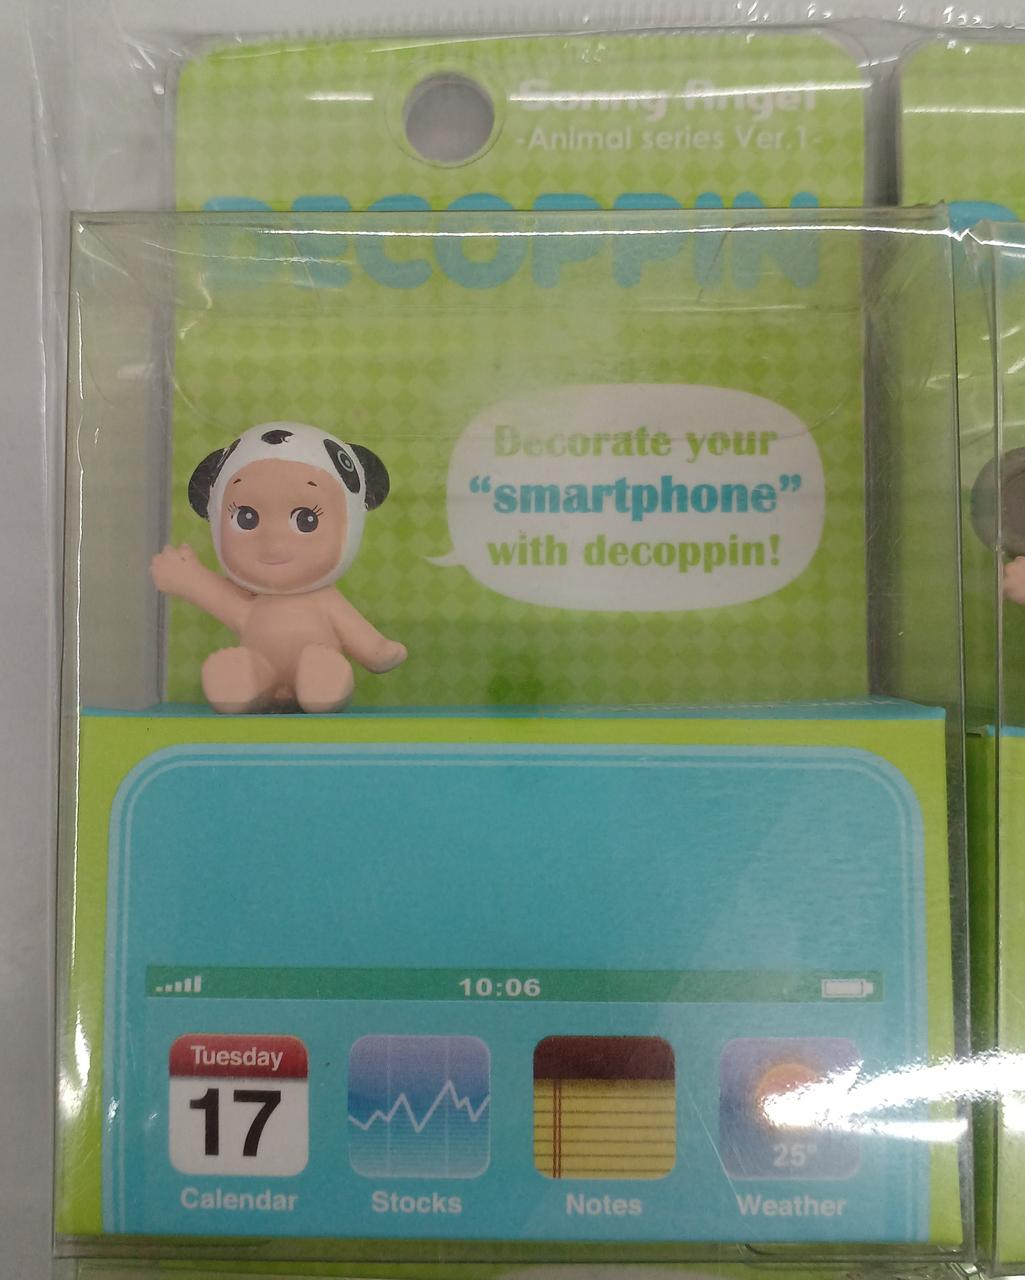 Sonny Angel
-Animal series Ver.1-
DECOPPIN
Decorate your
“smartphone”
with decoppin!
10:06
Tuesday
17
25°
Calendar Stocks Notes Weather